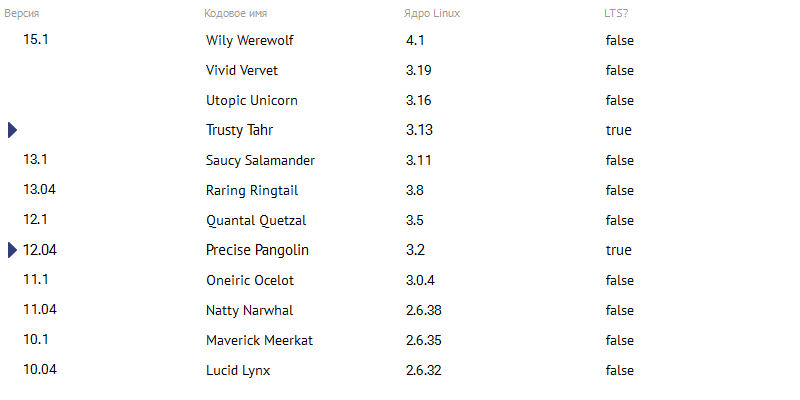 Версия Кодовое имя Ядро Linux LTS?
15.1 Wily Werewolf 4.1 false
Vivid Vervet 3.19 false
Utopic Unicorn 3.16 false
Trusty Tahr 3.13 true
13.1 Saucy Salamander 3.11 false
13.04 Raring Ringtail 3.8 false
12.1 Quantal Quetzal 3.5 false
12.04 Precise Pangolin 3.2 true
11.1 Oneiric Ocelot 3.0.4 false
11.04 Natty Narwhal 2.6.38 false
10.1 Maverick Meerkat 2.6.35 false
10.04 Lucid Lynx 2.6.32 false